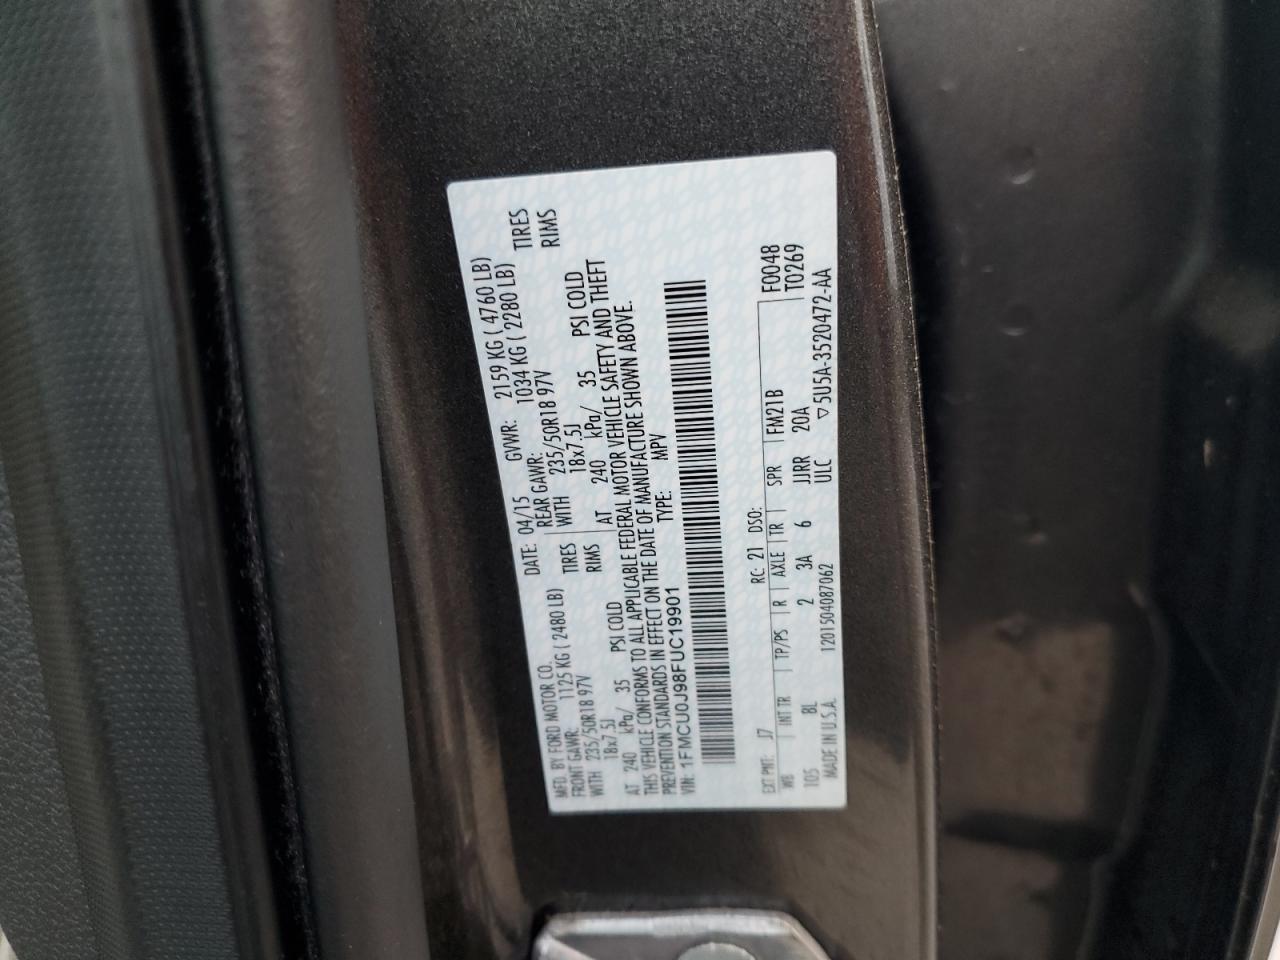 MFD. BY FORD MOTOR CO.
DATE: 04/15 GVWR: 2159 KG ( 4760 LB)
FRONT GAWR: 1125 KG ( 2480 LB) REAR GAWR: 1034 KG ( 2280 LB)
WITH 235/50R18 97V TIRES WITH 235/50R18 97V TIRES
18x7.5J RIMS 18x7.5J RIMS
AT 240 kPa/ 35 PSI COLD AT 240 kPa/ 35 PSI COLD
THIS VEHICLE CONFORMS TO ALL APPLICABLE FEDERAL MOTOR VEHICLE SAFETY AND THEFT
PREVENTION STANDARDS IN EFFECT ON THE DATE OF MANUFACTURE SHOWN ABOVE.
VIN: 1FMCU0J98FUC19901 TYPE: MPV
EXT PNT: J7 RC: 21 DSO: F0048
WB INT TR TP/PS R AXLE TR SPR FM21B T0269
105 8L 2 3A 6 JJRR 20A
MADE IN U.S.A. 1201504087062 ULC ▽5U5A-3520472-AA